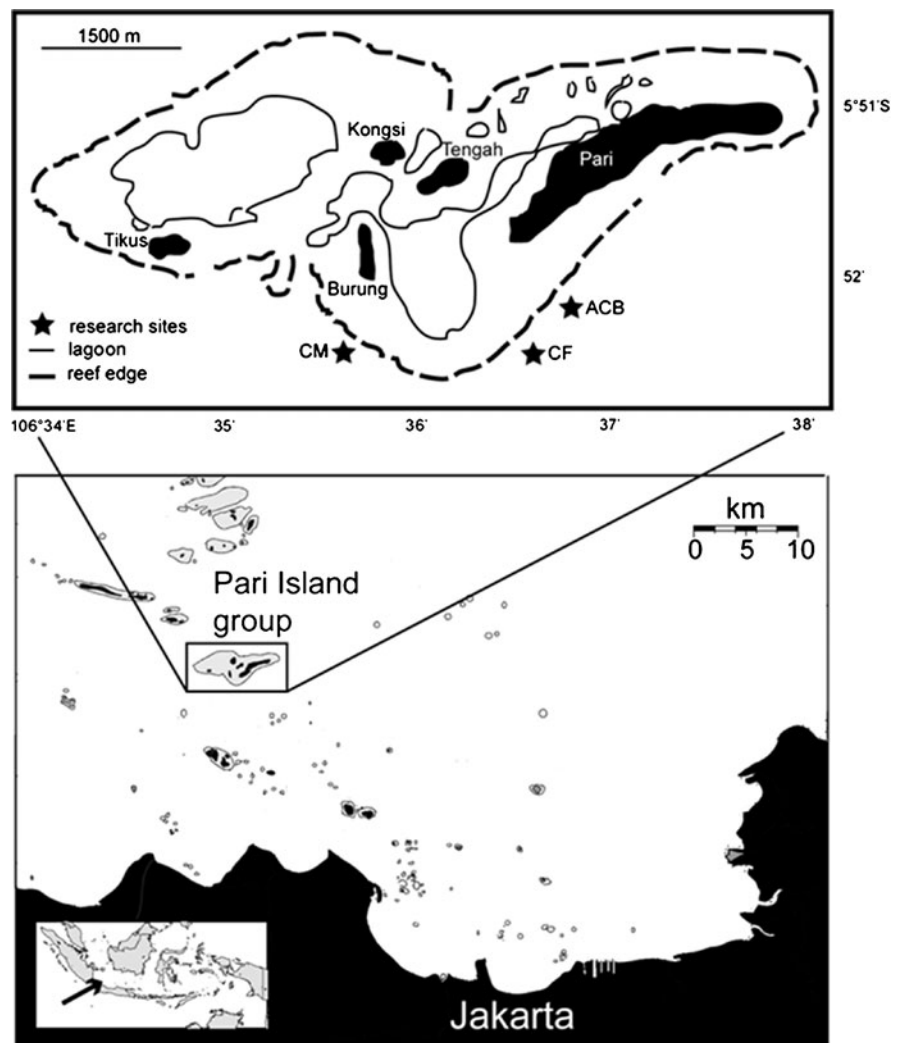 1500 m
5°51'S
Kongsi
Tengah
Pari
Tikus
52'
Burung
ACB
research sites
CM
CF
lagoon
reef edge
106°34'E 35' 36' 37' 38'
km
0 5 10
Pari Island
group
Jakarta